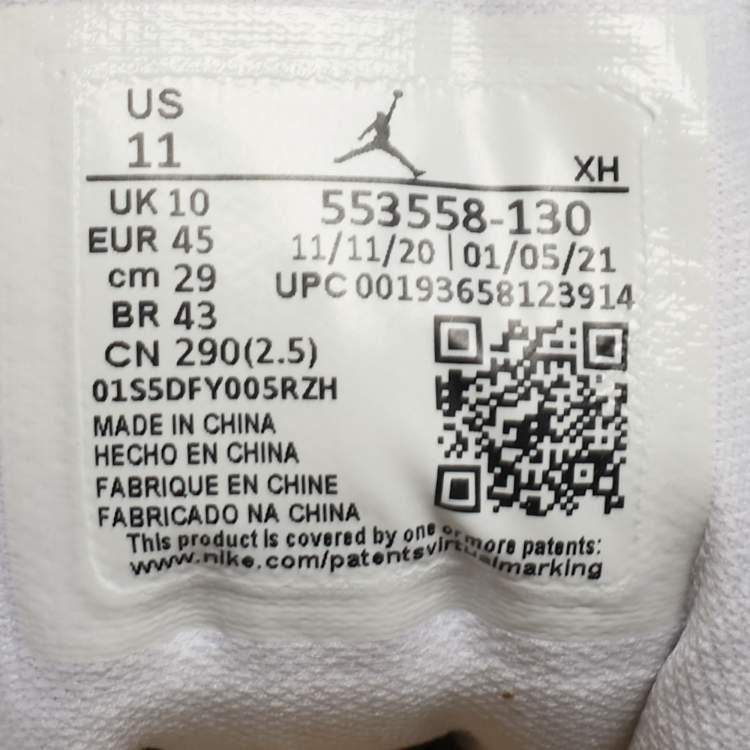 US
11
XH
UK 10
EUR 45
cm 29
BR 43
CN 290(2.5)
553558-130
11/11/20 | 01/05/21
UPC 00193658123914
01S5DFY005RZH
MADE IN CHINA
HECHO EN CHINA
FABRIQUE EN CHINE
FABRICADO NA CHINA
This product is covered by one or more patents:
www.nike.com/patentsvirtualmarking